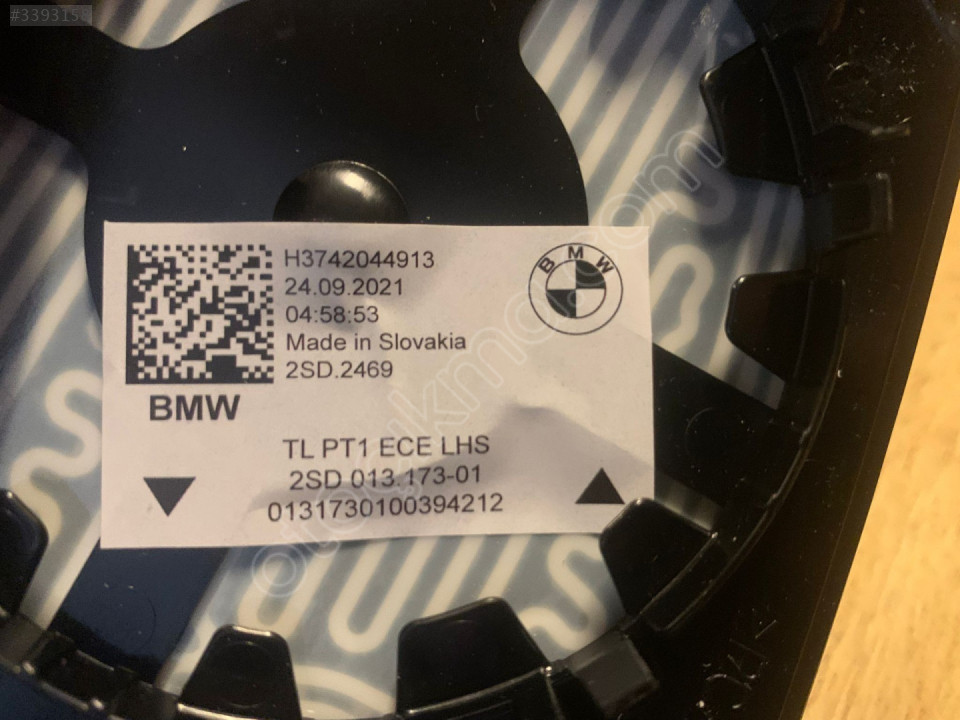 #3393158
H3742044913
24.09.2021
04:58:53
Made in Slovakia
2SD.2469
BMW
BMW
TL PT1 ECE LHS
2SD 013.173-01
0131730100394212